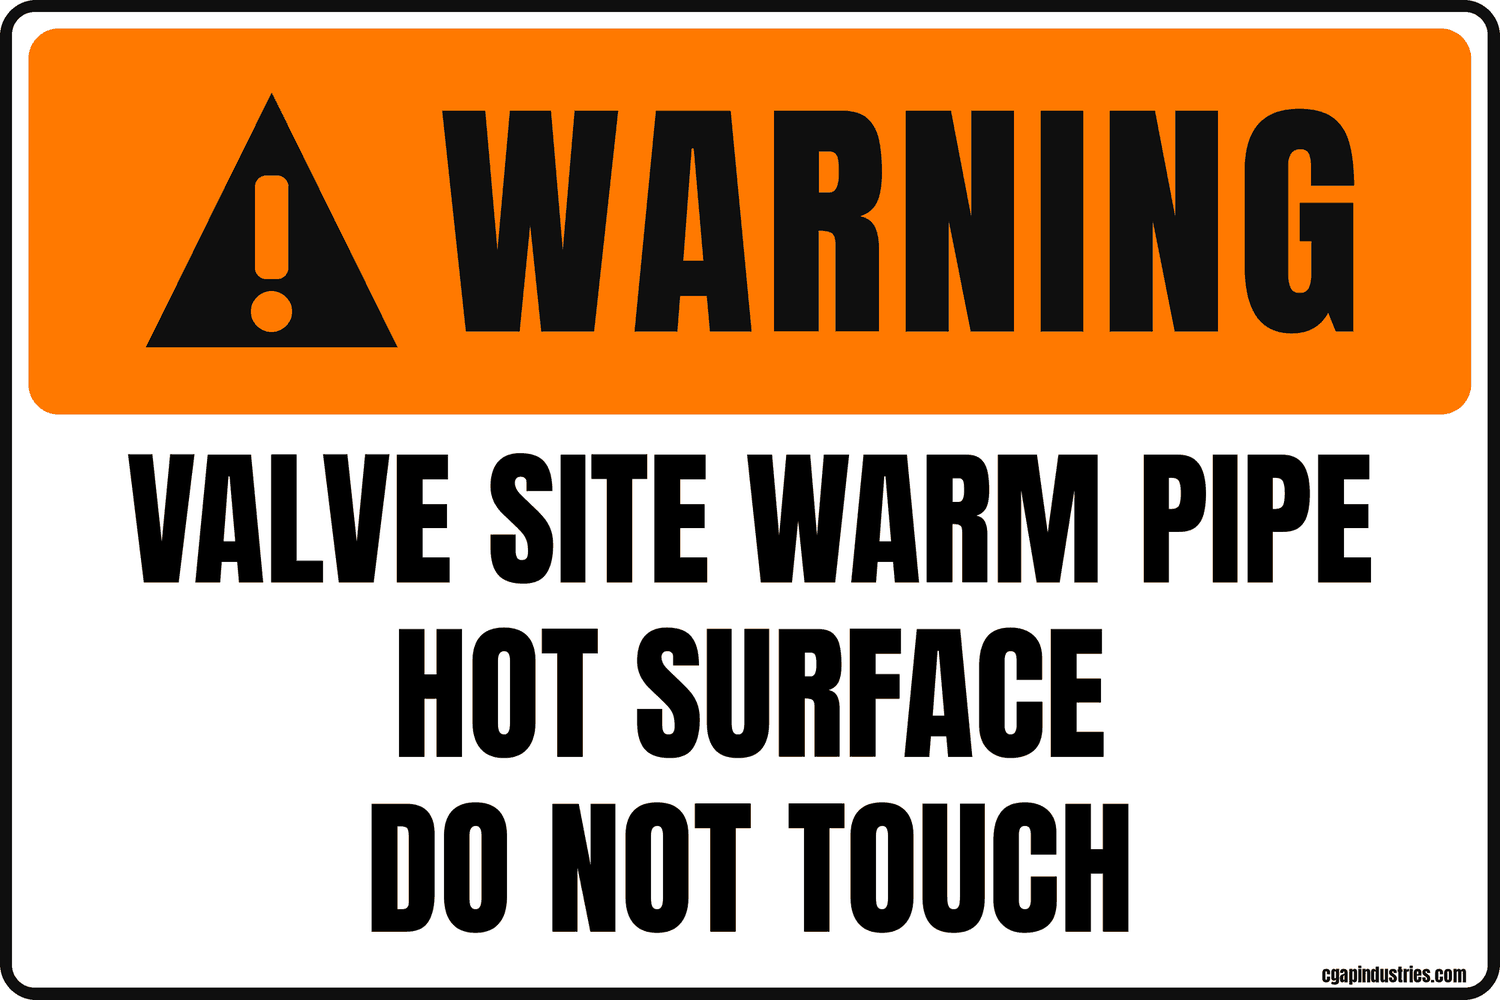 WARNING
VALVE SITE WARM PIPE
HOT SURFACE
DO NOT TOUCH
cgapindustries.com